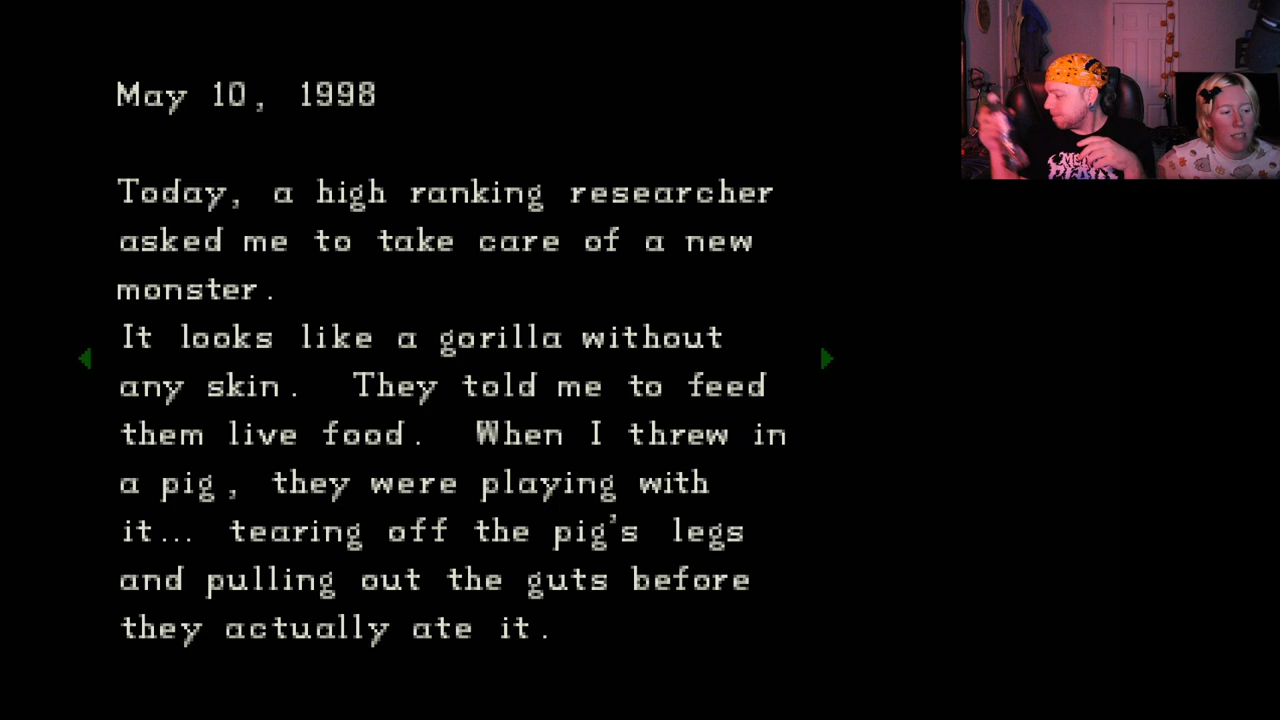 May 10, 1998
Today, a high ranking researcher
asked me to take care of a new
monster.
It looks like a gorilla without
any skin. They told me to feed
them live food. When I threw in
a pig, they were playing with
it... tearing off the pig's legs
and pulling out the guts before
they actually ate it.